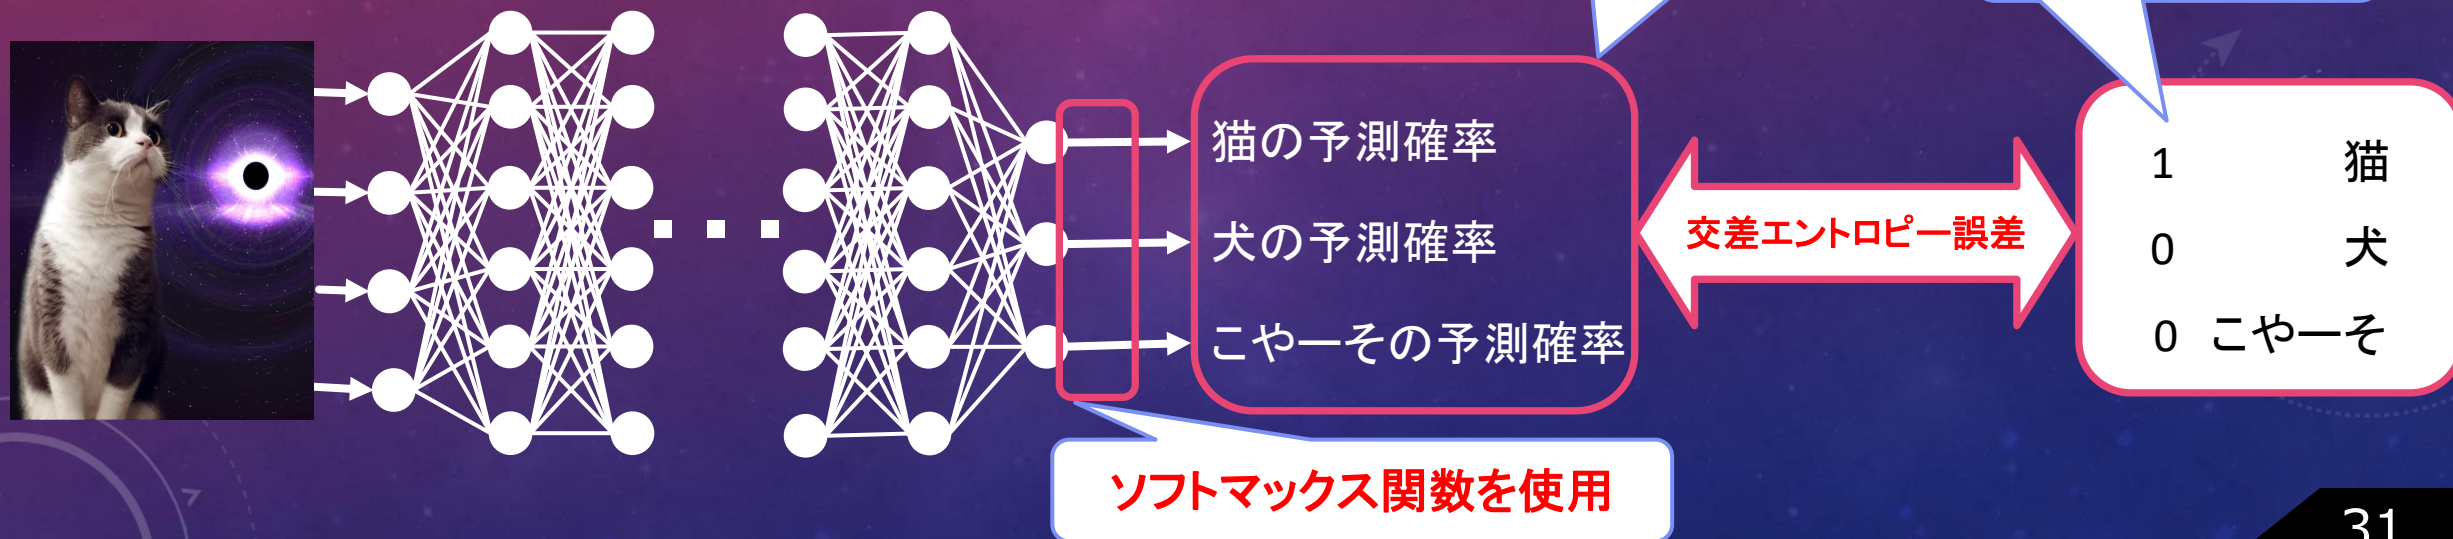 猫の予測確率
犬の予測確率
こやーその予測確率
交差エントロピー誤差
1 猫
0 犬
0 こやーそ
ソフトマックス関数を使用
31